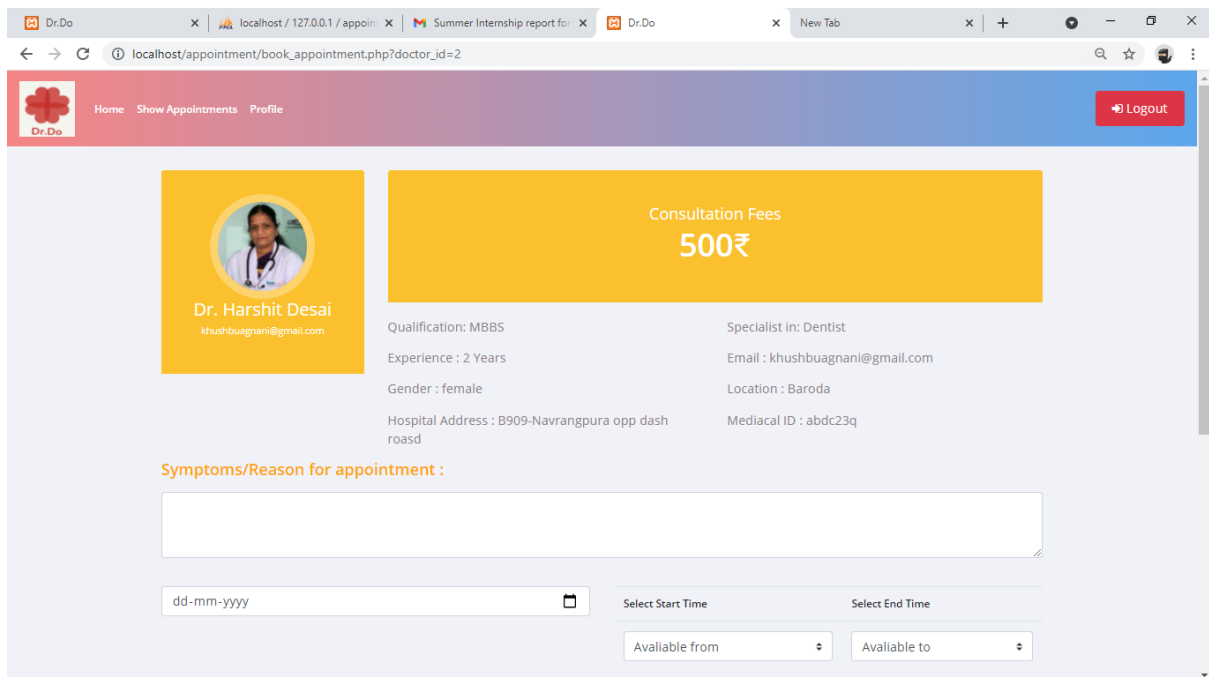 Dr.Do
localhost / 127.0.0.1 / appoin
Summer Internship report for
Dr.Do
New Tab
localhost/appointment/book_appointment.php?doctor_id=2
Dr.Do
Home Show Appointments Profile
Logout
Dr. Harshit Desai
khushbuagnani@gmail.com
Consultation Fees
500₹
Qualification: MBBS
Specialist in: Dentist
Experience : 2 Years
Email : khushbuagnani@gmail.com
Gender : female
Location : Baroda
Hospital Address : B909-Navrangpura opp dash
roasd
Mediacal ID : abdc23q
Symptoms/Reason for appointment :
dd-mm-yyyy
Select Start Time
Select End Time
Avaliable from
Avaliable to